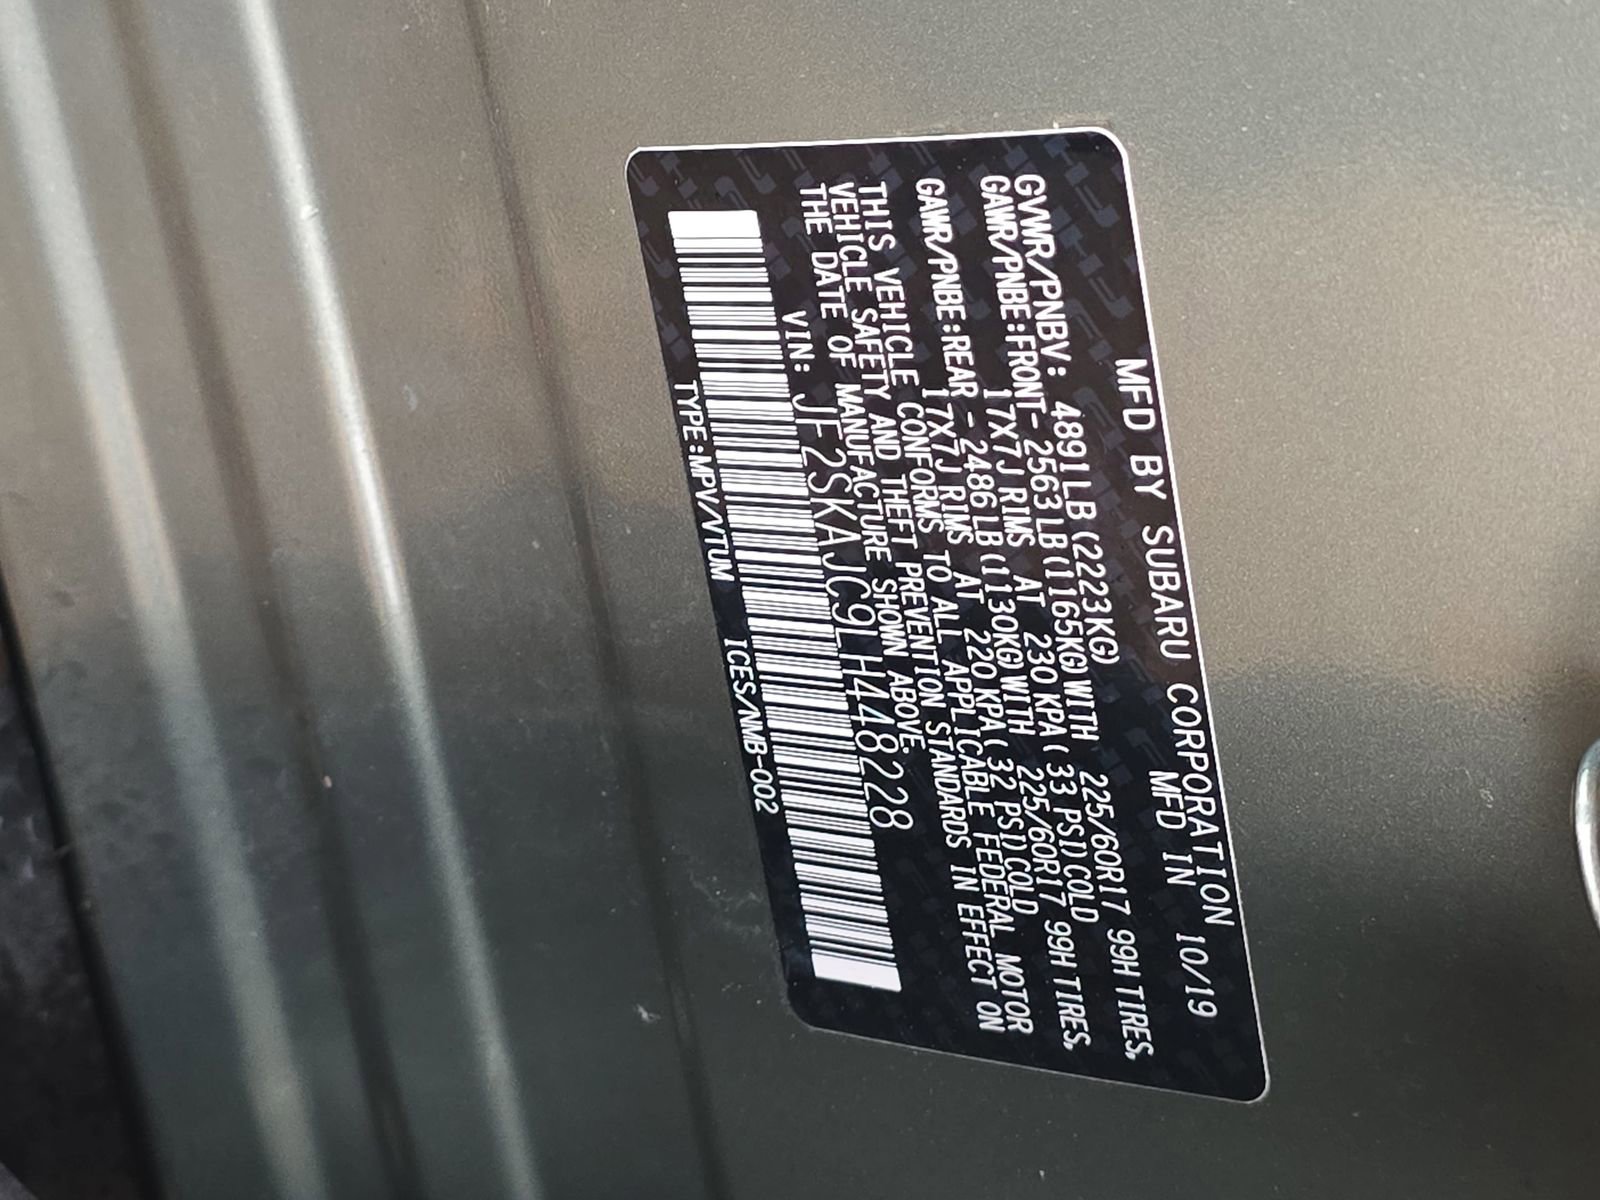 MFD BY SUBARU CORPORATION
MFD IN 10/19
GVWR/PNBV: 4891LB(2223KG)
GAWR/PNBE:FRONT-2563LB(1165KG)WITH 225/60R17 99H TIRES,
17X7J RIMS AT 230 KPA( 33 PSI)COLD
GAWR/PNBE:REAR -2486LB(1130KG)WITH 225/60R17 99H TIRES,
17X7J RIMS AT 220 KPA( 32 PSI)COLD
THIS VEHICLE CONFORMS TO ALL APPLICABLE FEDERAL MOTOR
VEHICLE SAFETY AND THEFT PREVENTION STANDARDS IN EFFECT ON
THE DATE OF MANUFACTURE SHOWN ABOVE.
VIN: JF2SKAJC9LH448228
TYPE:MPV/VTUM ICES/NMB-002